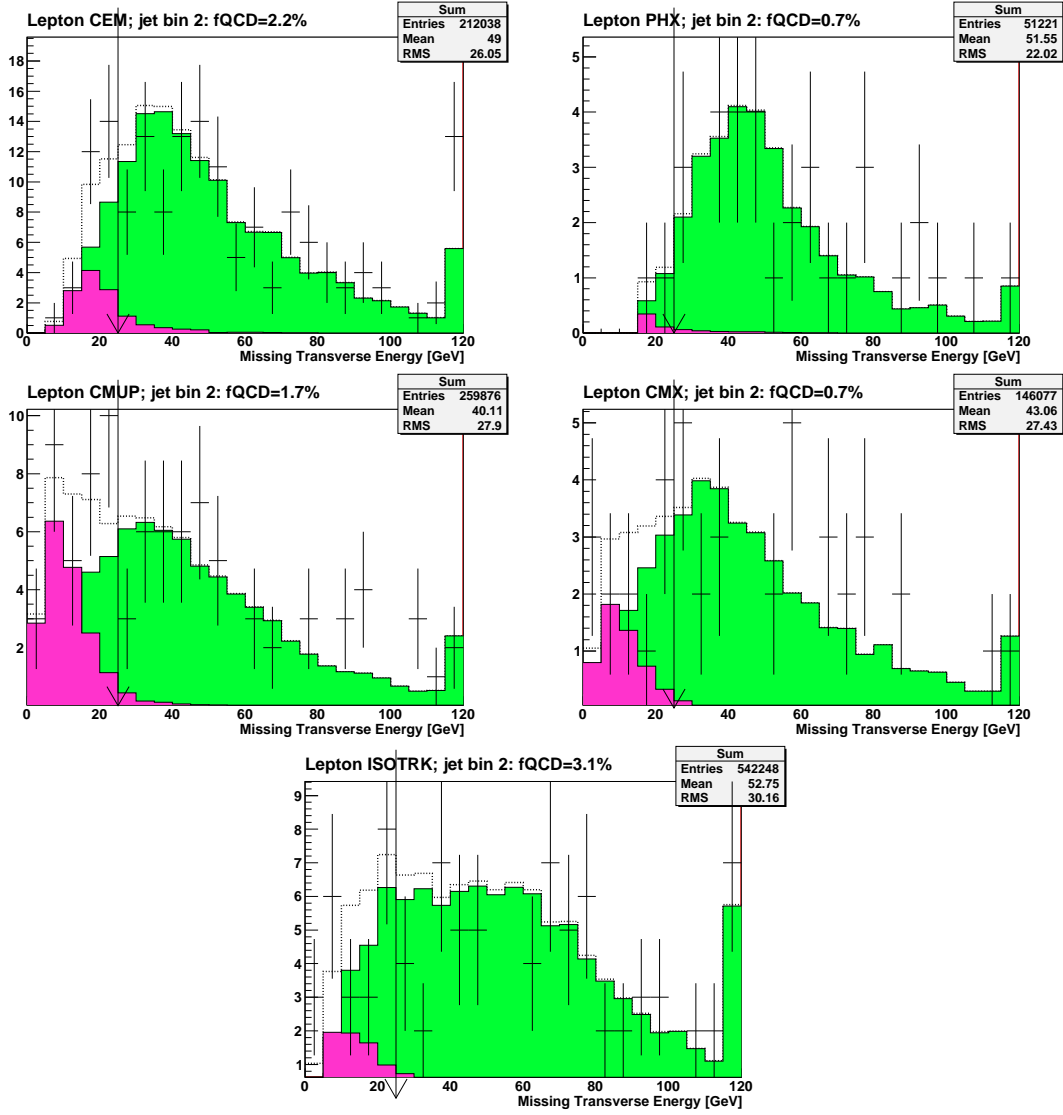 Lepton CEM; jet bin 2: fQCD=2.2%
Sum
Entries 212038
Mean 49
RMS 26.05
18
16
14
12
10
8
6
4
2
0
0 20 40 60 80 100 120
Missing Transverse Energy [GeV]
Lepton PHX; jet bin 2: fQCD=0.7%
Sum
Entries 51221
Mean 51.55
RMS 22.02
5
4
3
2
1
0
0 20 40 60 80 100 120
Missing Transverse Energy [GeV]
Lepton CMUP; jet bin 2: fQCD=1.7%
Sum
Entries 259876
Mean 40.11
RMS 27.9
10
8
6
4
2
0 20 40 60 80 100 120
Missing Transverse Energy [GeV]
Lepton CMX; jet bin 2: fQCD=0.7%
Sum
Entries 146077
Mean 43.06
RMS 27.43
5
4
3
2
1
0 20 40 60 80 100 120
Missing Transverse Energy [GeV]
Lepton ISOTRK; jet bin 2: fQCD=3.1%
Sum
Entries 542248
Mean 52.75
RMS 30.16
9
8
7
6
5
4
3
2
1
0 20 40 60 80 100 120
Missing Transverse Energy [GeV]